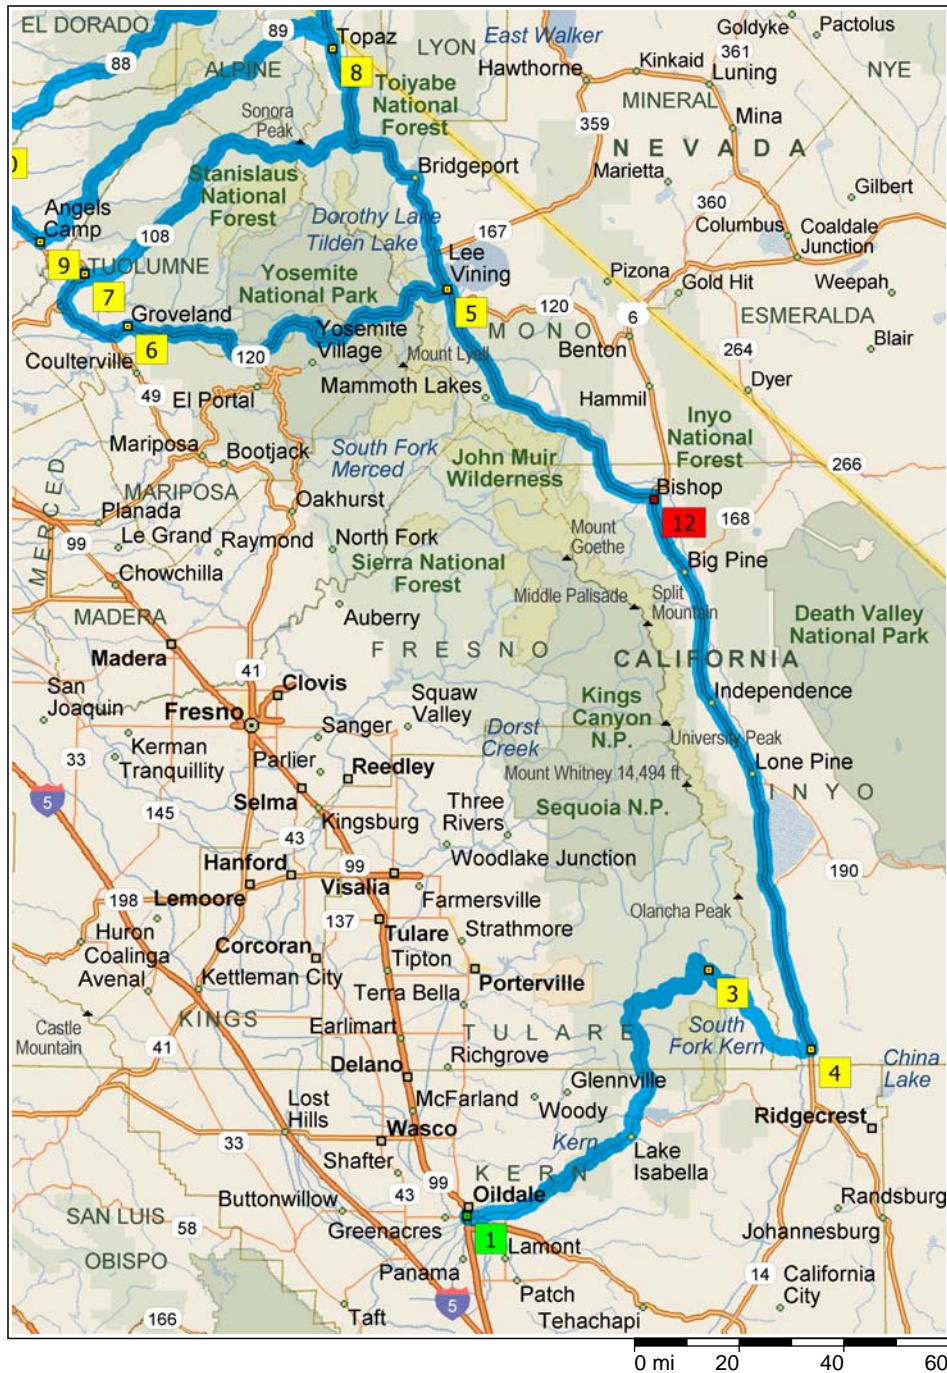 EL DORADO
89
Topaz
LYON
East Walker
Goldyke
Pactolus
88
ALPINE
8
Toiyabe
National
Forest
Hawthorne
Kinkaid
361
Luning
NYE
MINERAL
Sonora
Peak
359
Mina
NEVADA
Stanislaus
National
Forest
Bridgeport
Marietta
360
Gilbert
Angels
Camp
Dorothy Lake
Tilden Lake
167
Columbus
Coaldale
Junction
108
9
TUOLUMNE
Lee
Vining
Yosemite
National Park
Pizona
Gold Hit
Weepah
7
Groveland
5
120
6
ESMERALDA
MONO
6
Yosemite
Village
Benton
Blair
Coulterville
120
Mount Lyell
264
49
El Portal
Mammoth Lakes
Hammil
Dyer
Inyo
National
Forest
Mariposa
Bootjack
South Fork
Merced
John Muir
Wilderness
266
MERCED
MARIPOSA
Planada
Oakhurst
Bishop
12
168
99
Le Grand
Raymond
North Fork
Mount
Goethe
Sierra National
Forest
Big Pine
Chowchilla
Middle Palisade
Split
Mountain
MADERA
Auberry
Death Valley
National Park
Madera
FRESNO
CALIFORNIA
41
Clovis
San
Joaquin
Fresno
Squaw
Valley
Kings
Canyon
N.P.
Independence
Sanger
Dorst
Creek
Kerman
33
Tranquillity
Parlier
University Peak
Reedley
Mount Whitney 14,494 ft
Lone Pine
5
Selma
Three
Rivers
Sequoia N.P.
INYO
145
Kingsburg
43
Woodlake Junction
Hanford
99
190
198
Lemoore
Visalia
Farmersville
Olancha Peak
137
Tulare
Strathmore
Huron
Coalinga
Corcoran
Avenal
Kettleman City
Tipton
Porterville
Terra Bella
3
KINGS
Castle
Mountain
Earlimart
TULARE
South
Fork Kern
41
Richgrove
4
China
Lake
Delano
Glennville
McFarland
Woody
Lost
Hills
Ridgecrest
33
Wasco
Kern
Lake
Isabella
Shafter
KERN
Buttonwillow
43
99
Oildale
Randsburg
SAN LUIS
OBISPO
58
Greenacres
1
Lamont
Johannesburg
Panama
14
California
City
5
Patch
166
Taft
Tehachapi
0 mi
20
40
60